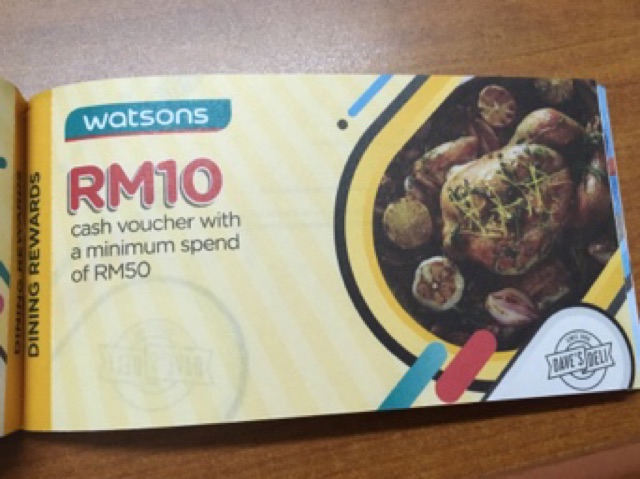 watsons
RM10
cash voucher with
a minimum spend
of RM50
DINING REWARDS
DINING REWARDS
DAVE'S DELI